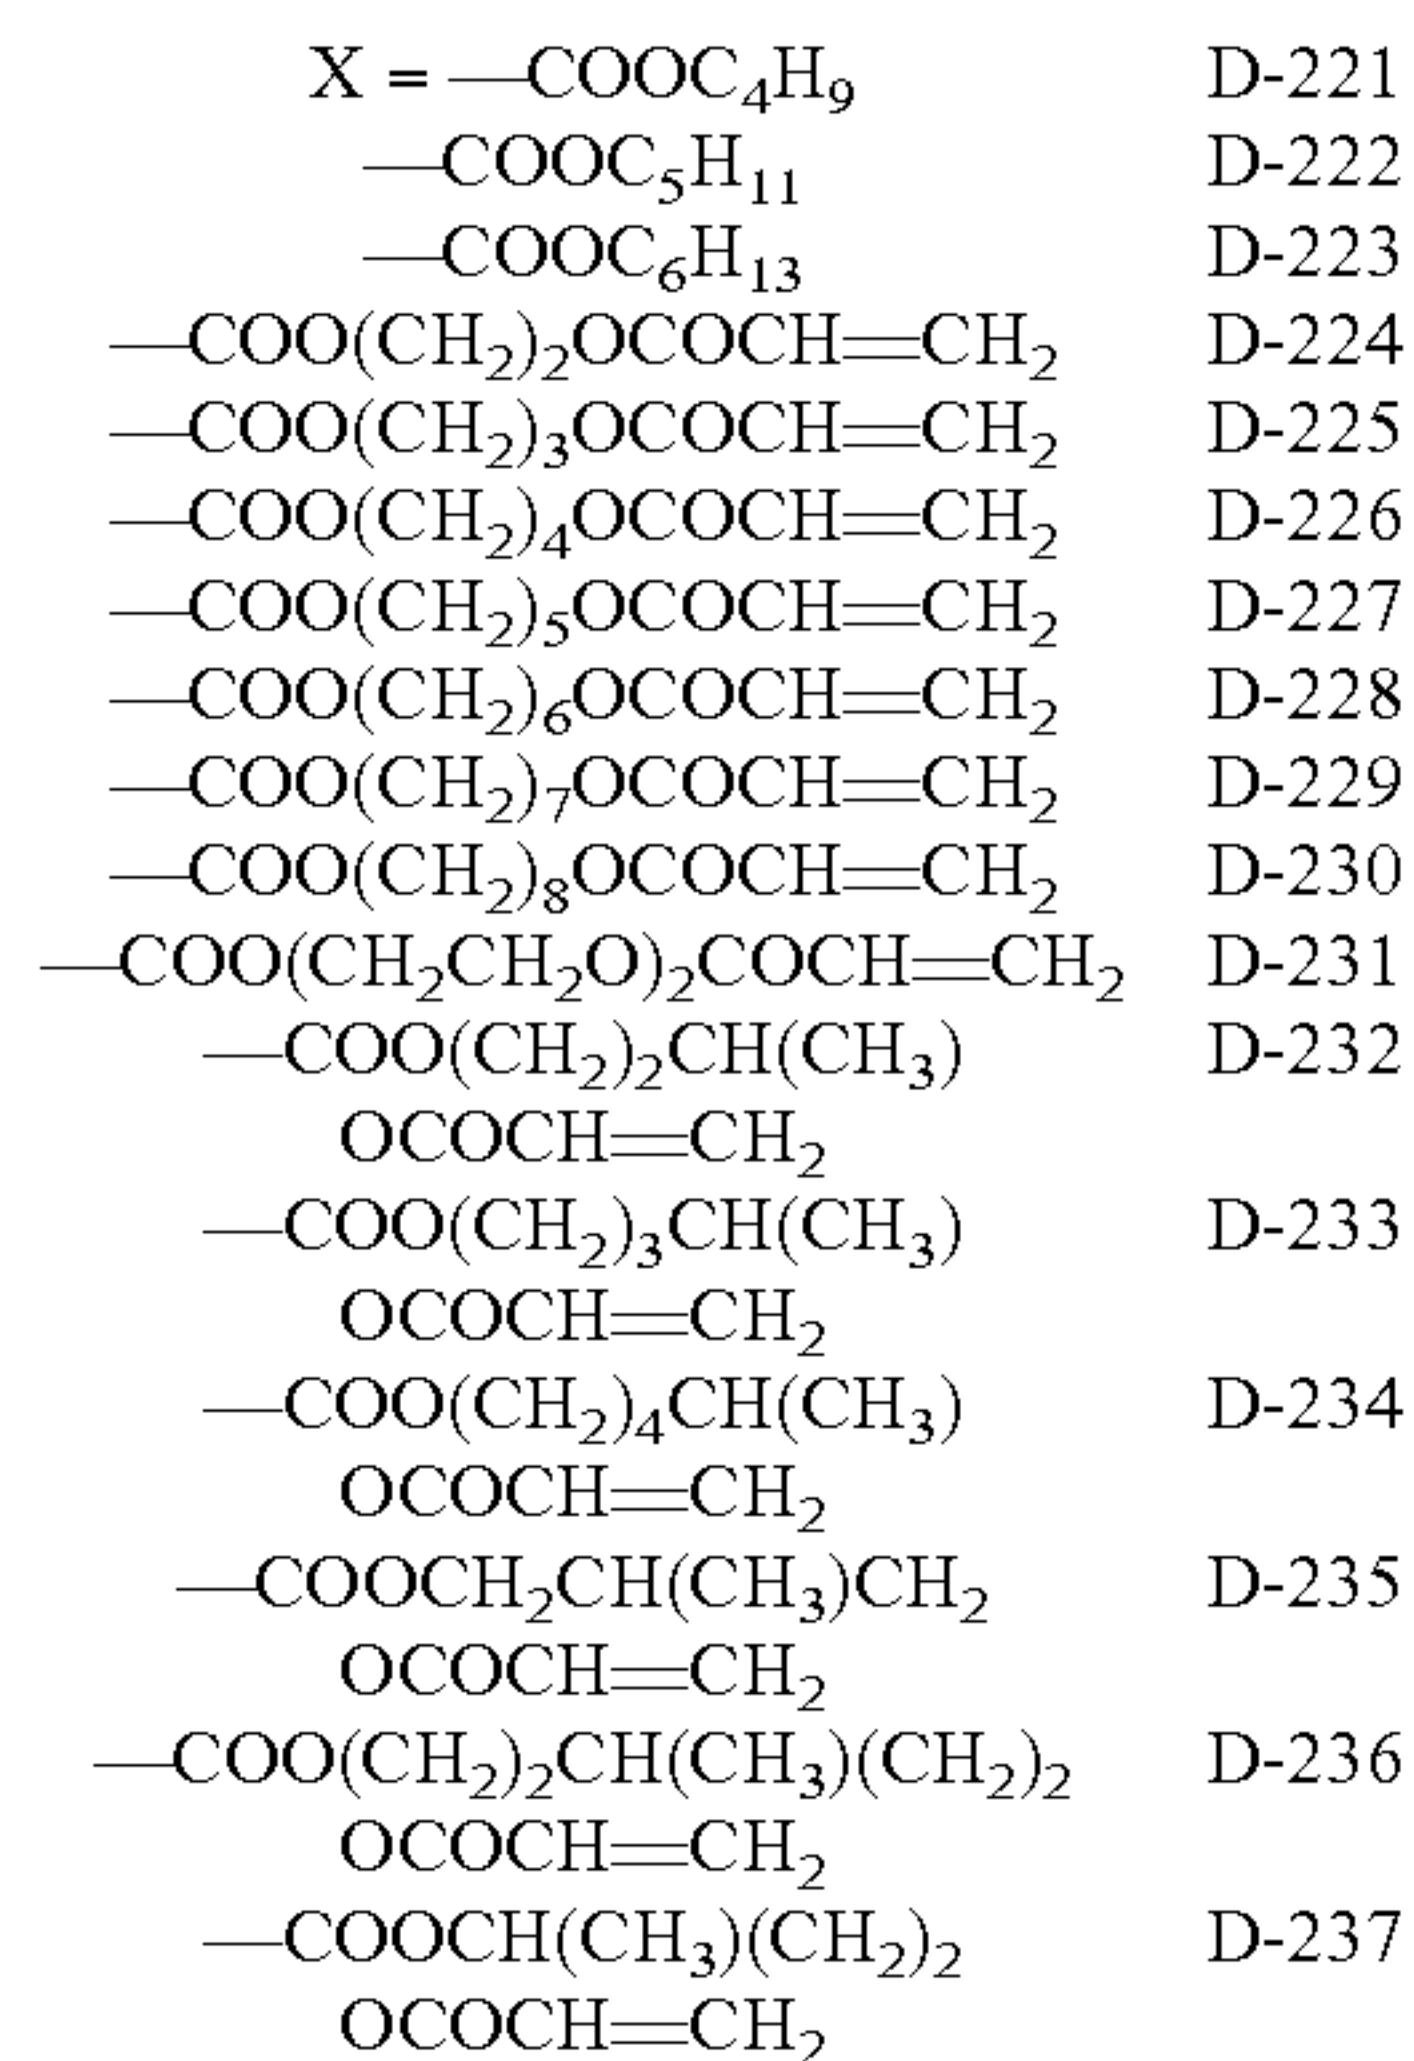 X = —COOC₄H₉ D-221
—COOC₅H₁₁ D-222
—COOC₆H₁₃ D-223
—COO(CH₂)₂OCOCH═CH₂ D-224
—COO(CH₂)₃OCOCH═CH₂ D-225
—COO(CH₂)₄OCOCH═CH₂ D-226
—COO(CH₂)₅OCOCH═CH₂ D-227
—COO(CH₂)₆OCOCH═CH₂ D-228
—COO(CH₂)₇OCOCH═CH₂ D-229
—COO(CH₂)₈OCOCH═CH₂ D-230
—COO(CH₂CH₂O)₂COCH═CH₂ D-231
—COO(CH₂)₂CH(CH₃) D-232
OCOCH═CH₂
—COO(CH₂)₃CH(CH₃) D-233
OCOCH═CH₂
—COO(CH₂)₄CH(CH₃) D-234
OCOCH═CH₂
—COOCH₂CH(CH₃)CH₂ D-235
OCOCH═CH₂
—COO(CH₂)₂CH(CH₃)(CH₂)₂ D-236
OCOCH═CH₂
—COOCH(CH₃)(CH₂)₂ D-237
OCOCH═CH₂